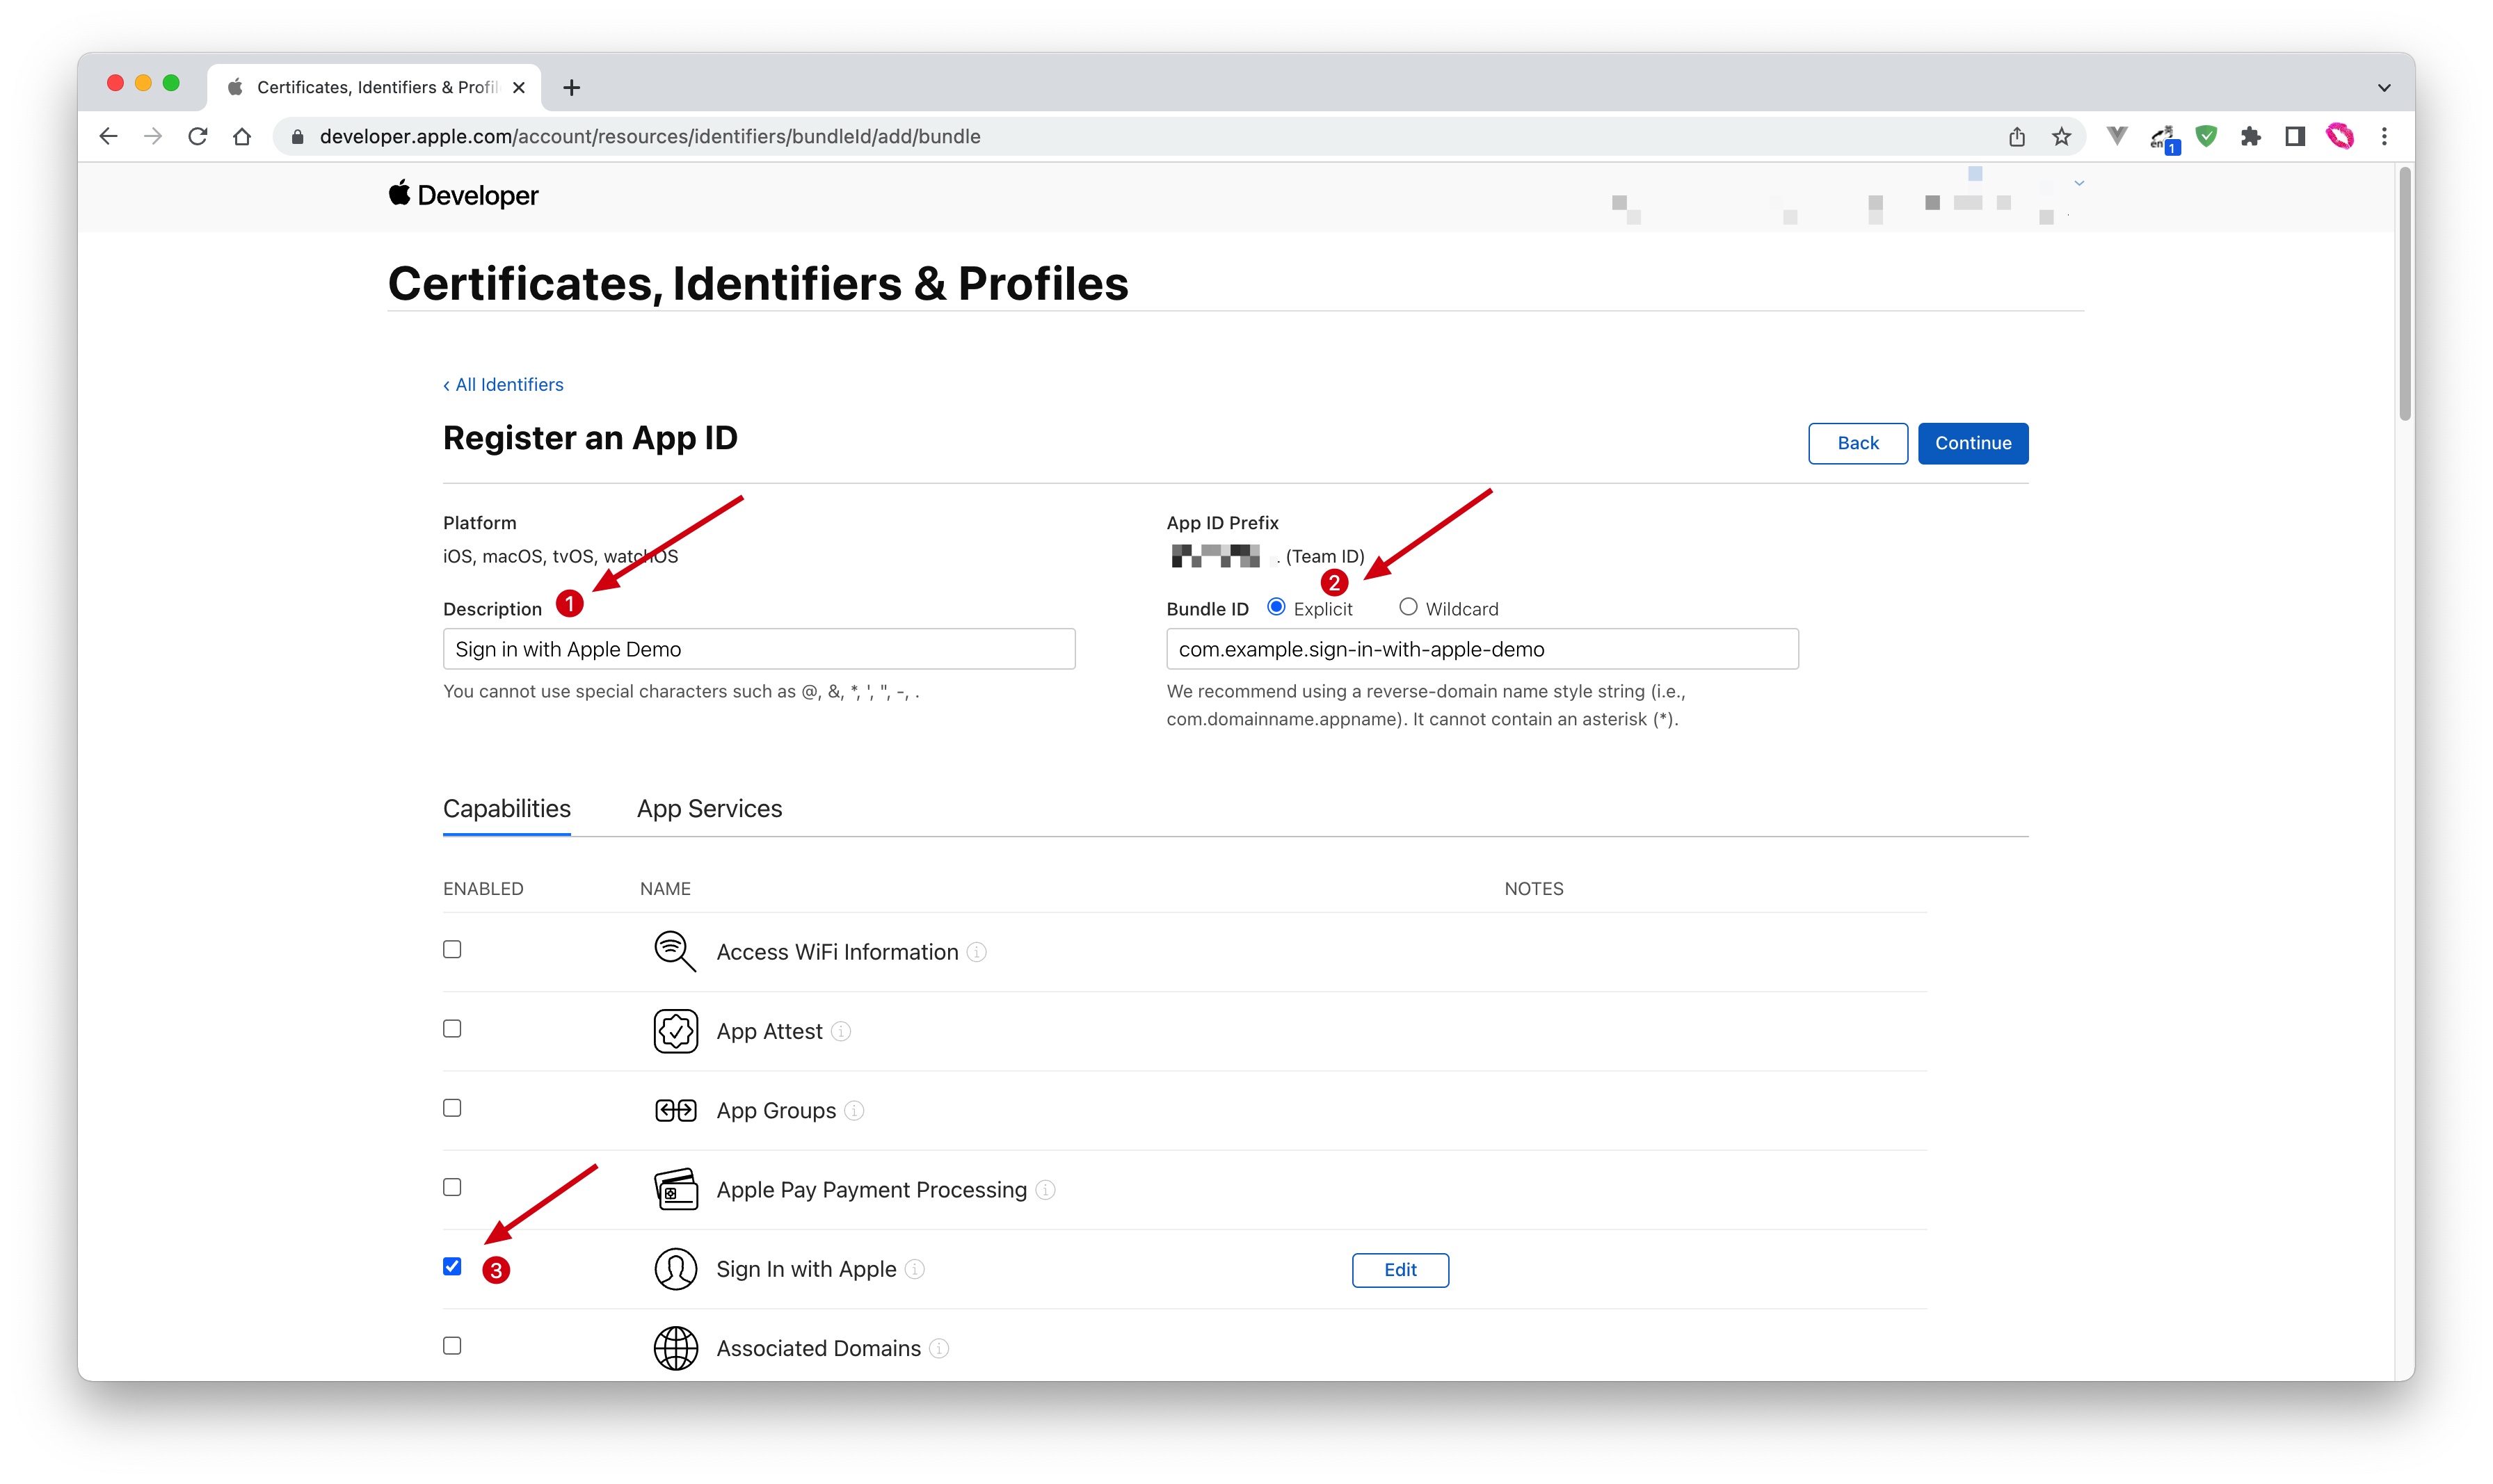 Certificates, Identifiers & Profil
developer.apple.com/account/resources/identifiers/bundleId/add/bundle
en 1
Developer
Certificates, Identifiers & Profiles
‹ All Identifiers
Register an App ID
Back
Continue
Platform
App ID Prefix
iOS, macOS, tvOS, watchOS
. (Team ID)
Description 1
2
Bundle ID Explicit Wildcard
Sign in with Apple Demo
com.example.sign-in-with-apple-demo
You cannot use special characters such as @, &, *, ', ", -, .
We recommend using a reverse-domain name style string (i.e.,
com.domainname.appname). It cannot contain an asterisk (*).
Capabilities
App Services
ENABLED NAME NOTES
Access WiFi Information
App Attest
App Groups
Apple Pay Payment Processing
3 Sign In with Apple Edit
Associated Domains